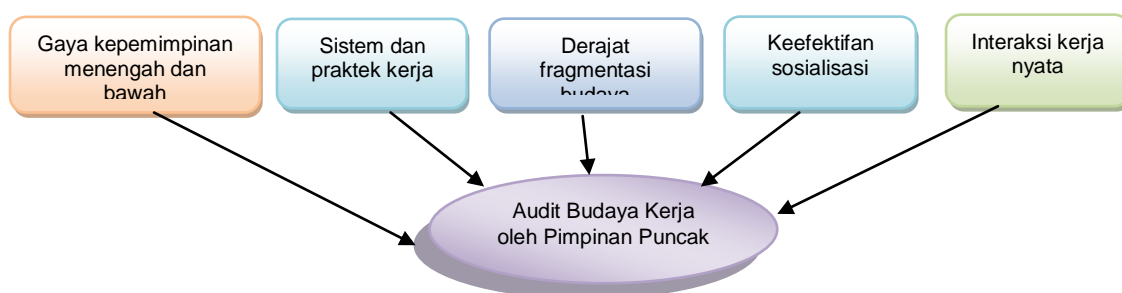 Gaya kepemimpinan
menengah dan
bawah
Sistem dan
praktek kerja
Derajat
fragmentasi
budaya
Keefektifan
sosialisasi
Interaksi kerja
nyata
Audit Budaya Kerja
oleh Pimpinan Puncak